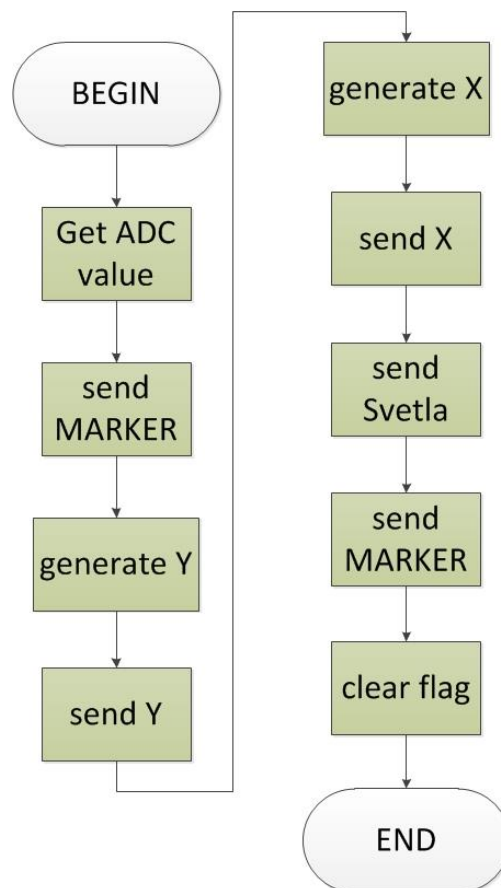 BEGIN
Get ADC
value
send
MARKER
generate Y
send Y
generate X
send X
send
Svetla
send
MARKER
clear flag
END